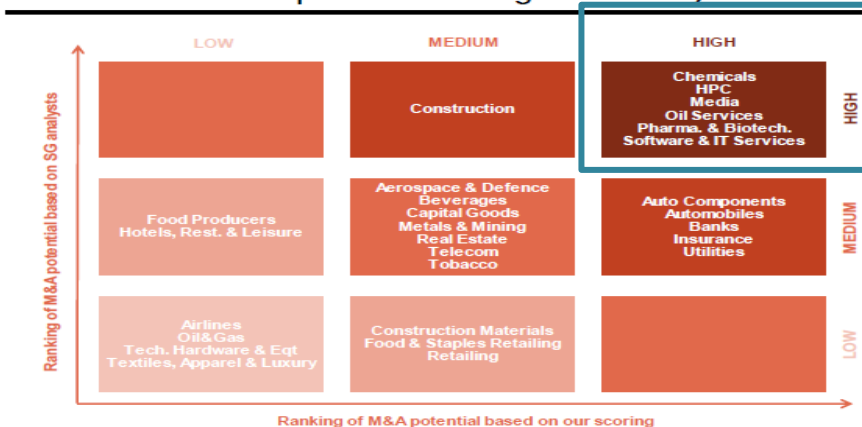 LOW
MEDIUM
HIGH
Ranking of M&A potential based on SG analysts
Construction
Chemicals
HPC
Media
Oil Services
Pharma. & Biotech.
Software & IT Services
HIGH
Food Producers
Hotels, Rest. & Leisure
Aerospace & Defence
Beverages
Capital Goods
Metals & Mining
Real Estate
Telecom
Tobacco
Auto Components
Automobiles
Banks
Insurance
Utilities
MEDIUM
Airlines
Oil&Gas
Tech. Hardware & Eqt
Textiles, Apparel & Luxury
Construction Materials
Food & Staples Retailing
Retailing
LOW
Ranking of M&A potential based on our scoring